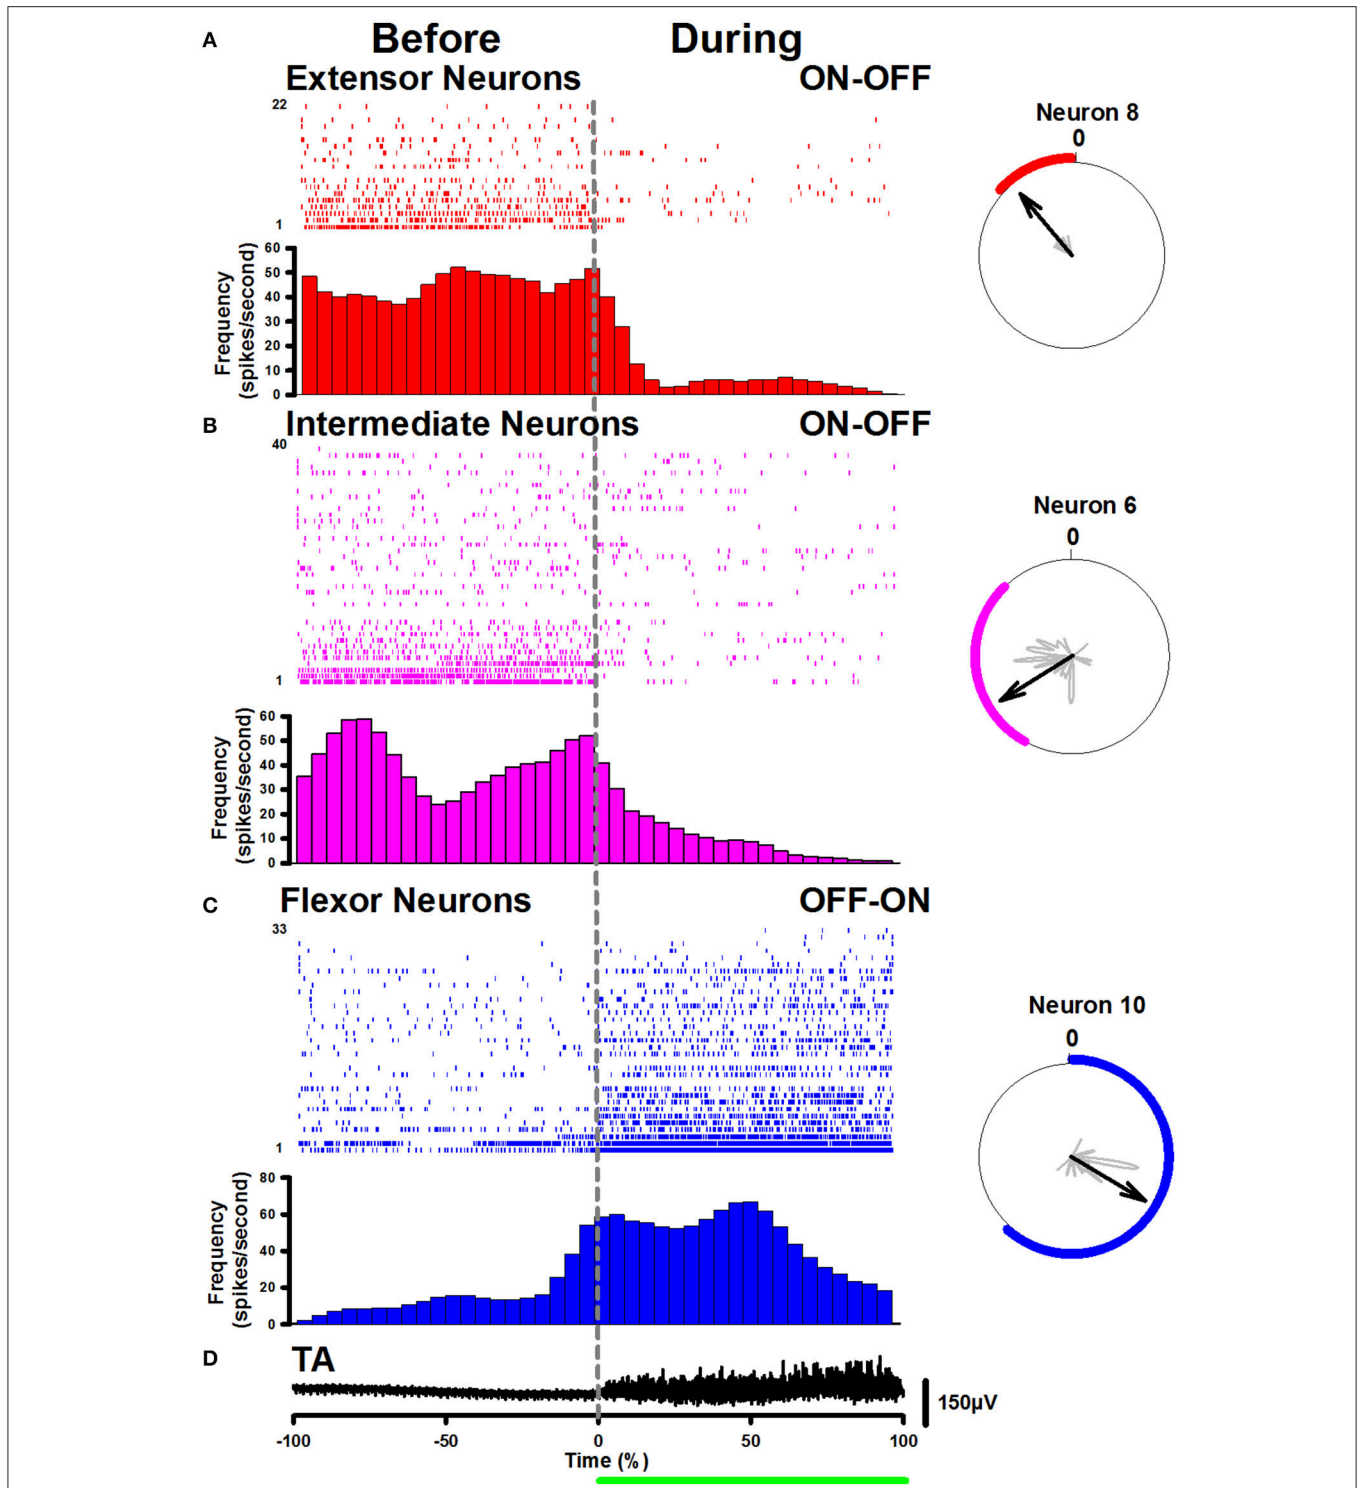 A Before During
Extensor Neurons ON-OFF
22
1
Frequency
(spikes/second)
60
50
40
30
20
10
0
Neuron 8
0
B Intermediate Neurons ON-OFF
40
1
Frequency
(spikes/second)
60
50
40
30
20
10
0
Neuron 6
0
C Flexor Neurons OFF-ON
33
1
Frequency
(spikes/second)
80
60
40
20
0
Neuron 10
0
D TA
150µV
-100 -50 0 50 100
Time (%)